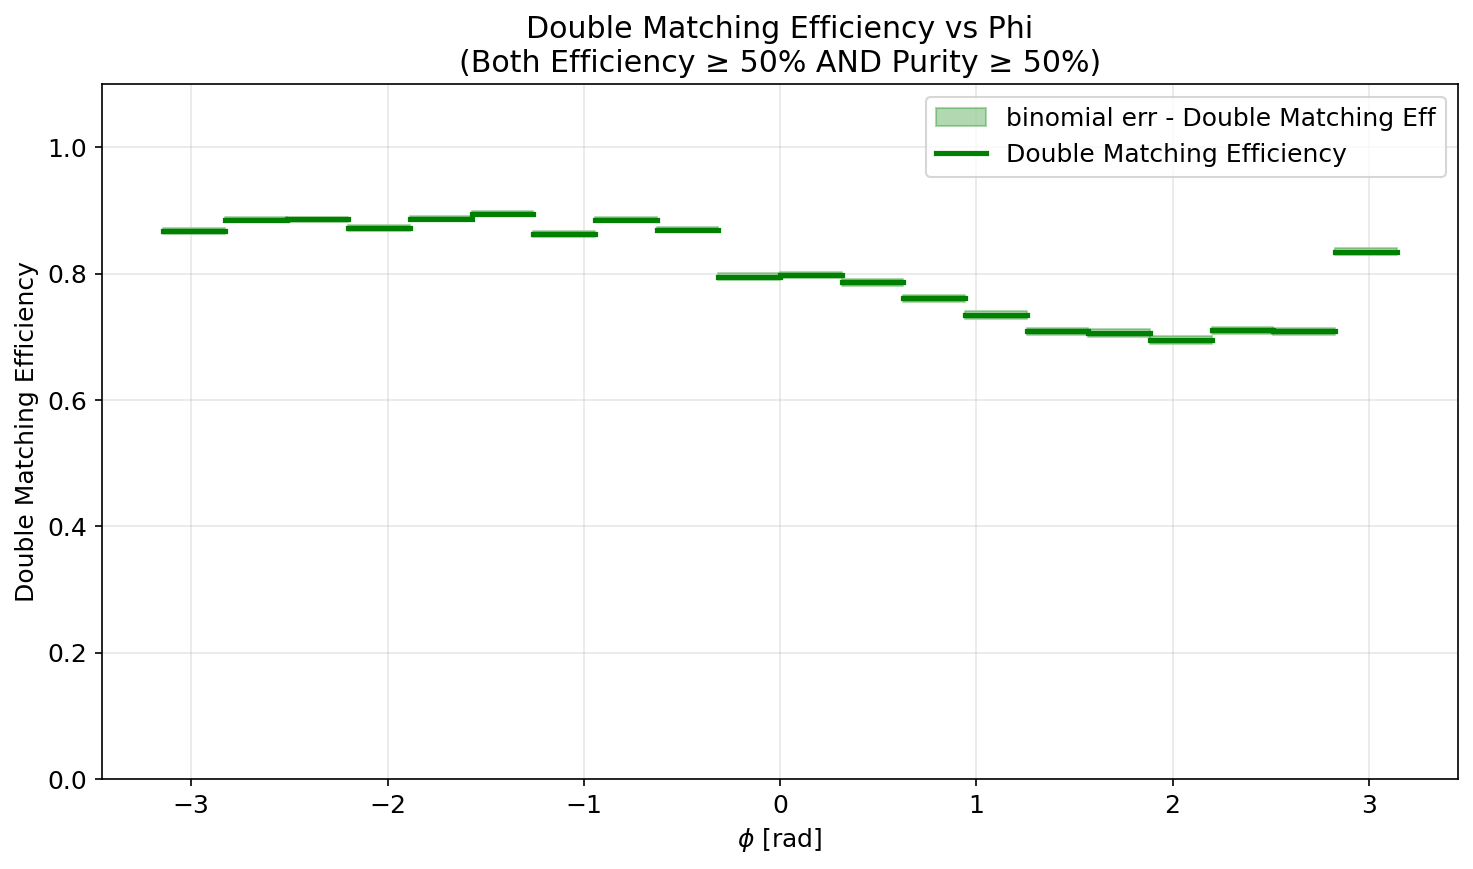 Double Matching Efficiency vs Phi
(Both Efficiency ≥ 50% AND Purity ≥ 50%)
binomial err - Double Matching Eff
Double Matching Efficiency
Double Matching Efficiency
1.0
0.8
0.6
0.4
0.2
0.0
−3
−2
−1
0
1
2
3
ϕ [rad]